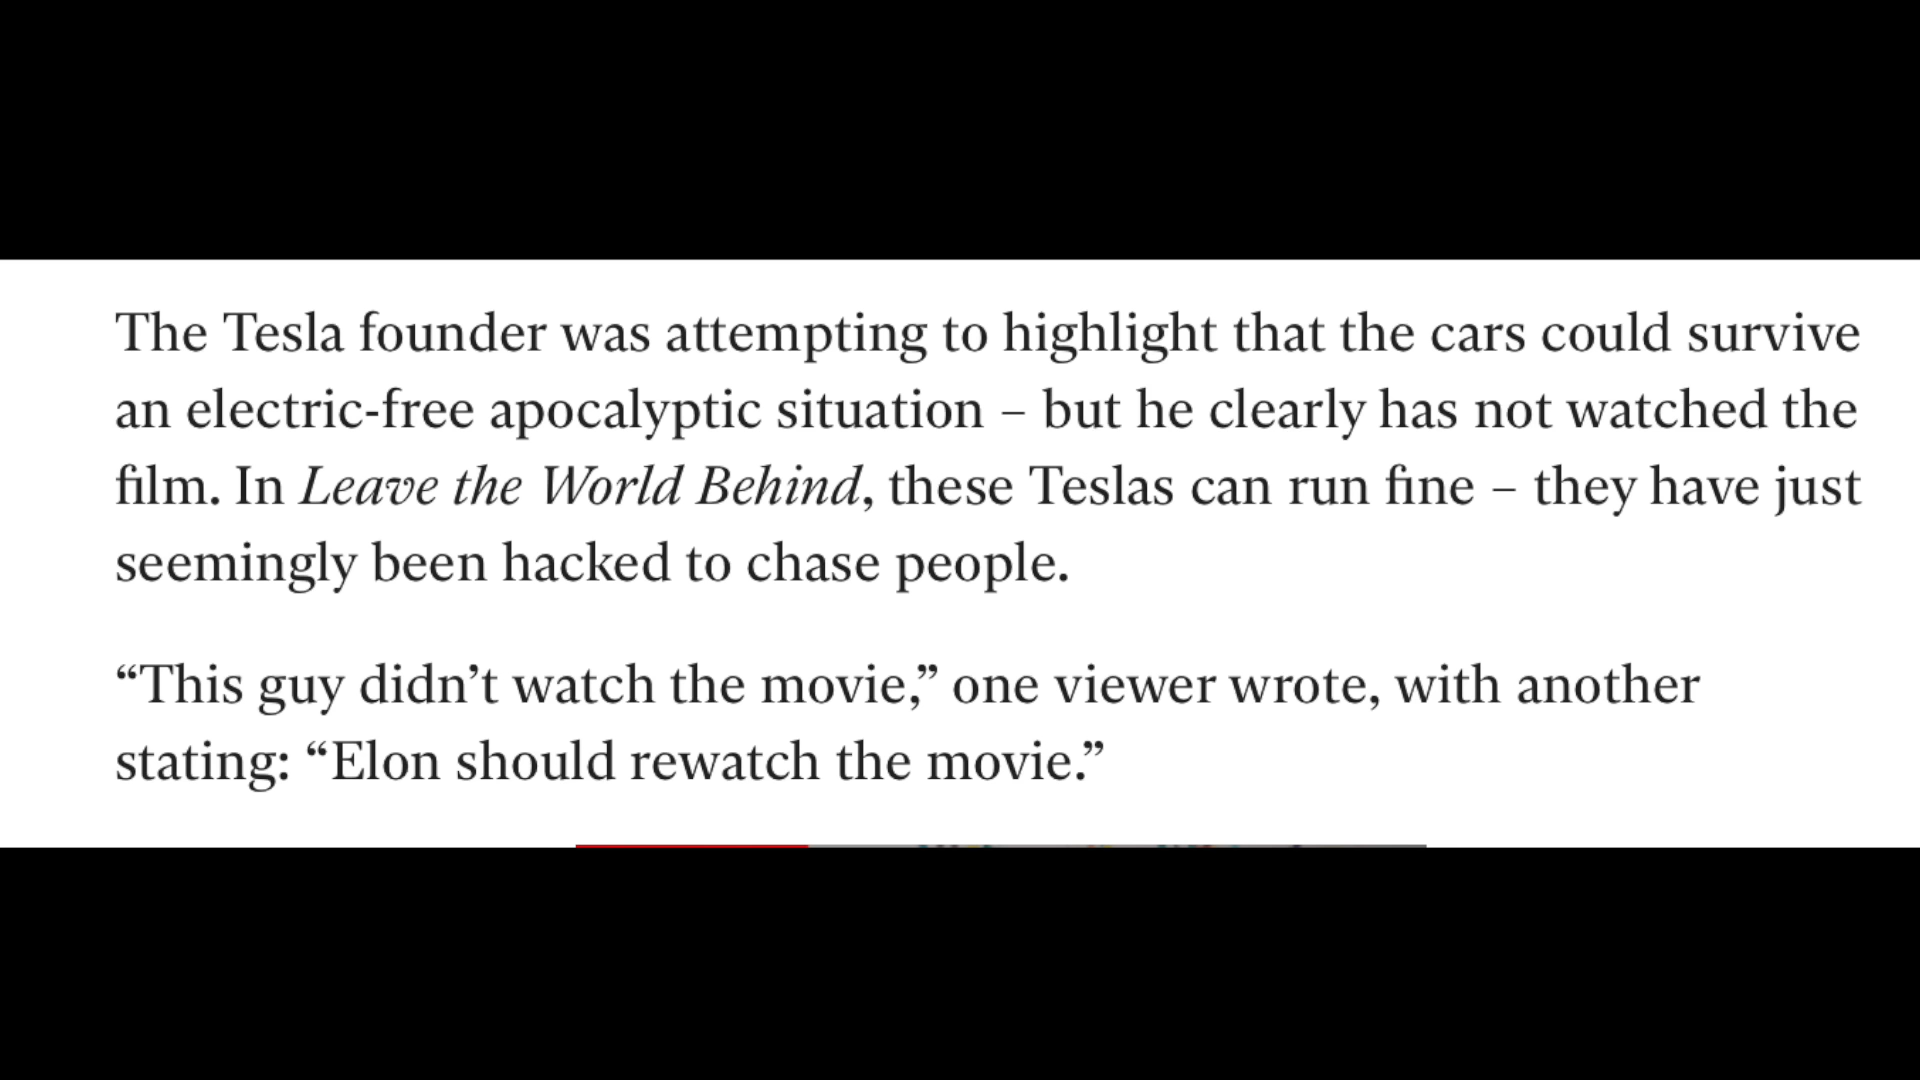 The Tesla founder was attempting to highlight that the cars could survive
an electric-free apocalyptic situation – but he clearly has not watched the
film. In Leave the World Behind, these Teslas can run fine – they have just
seemingly been hacked to chase people.
“This guy didn’t watch the movie,” one viewer wrote, with another
stating: “Elon should rewatch the movie.”